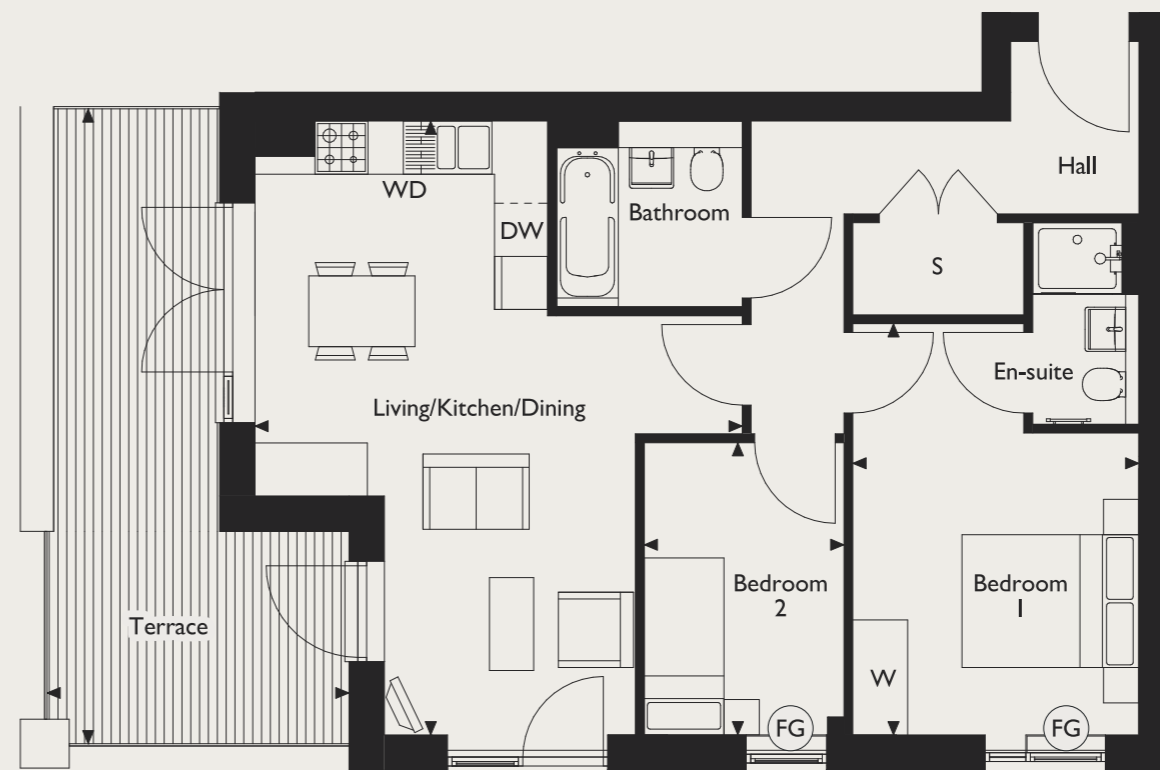 Hall
WD
Bathroom
DW
S
En-suite
Living/Kitchen/Dining
Bedroom
2
Bedroom
1
Terrace
W
FG
FG